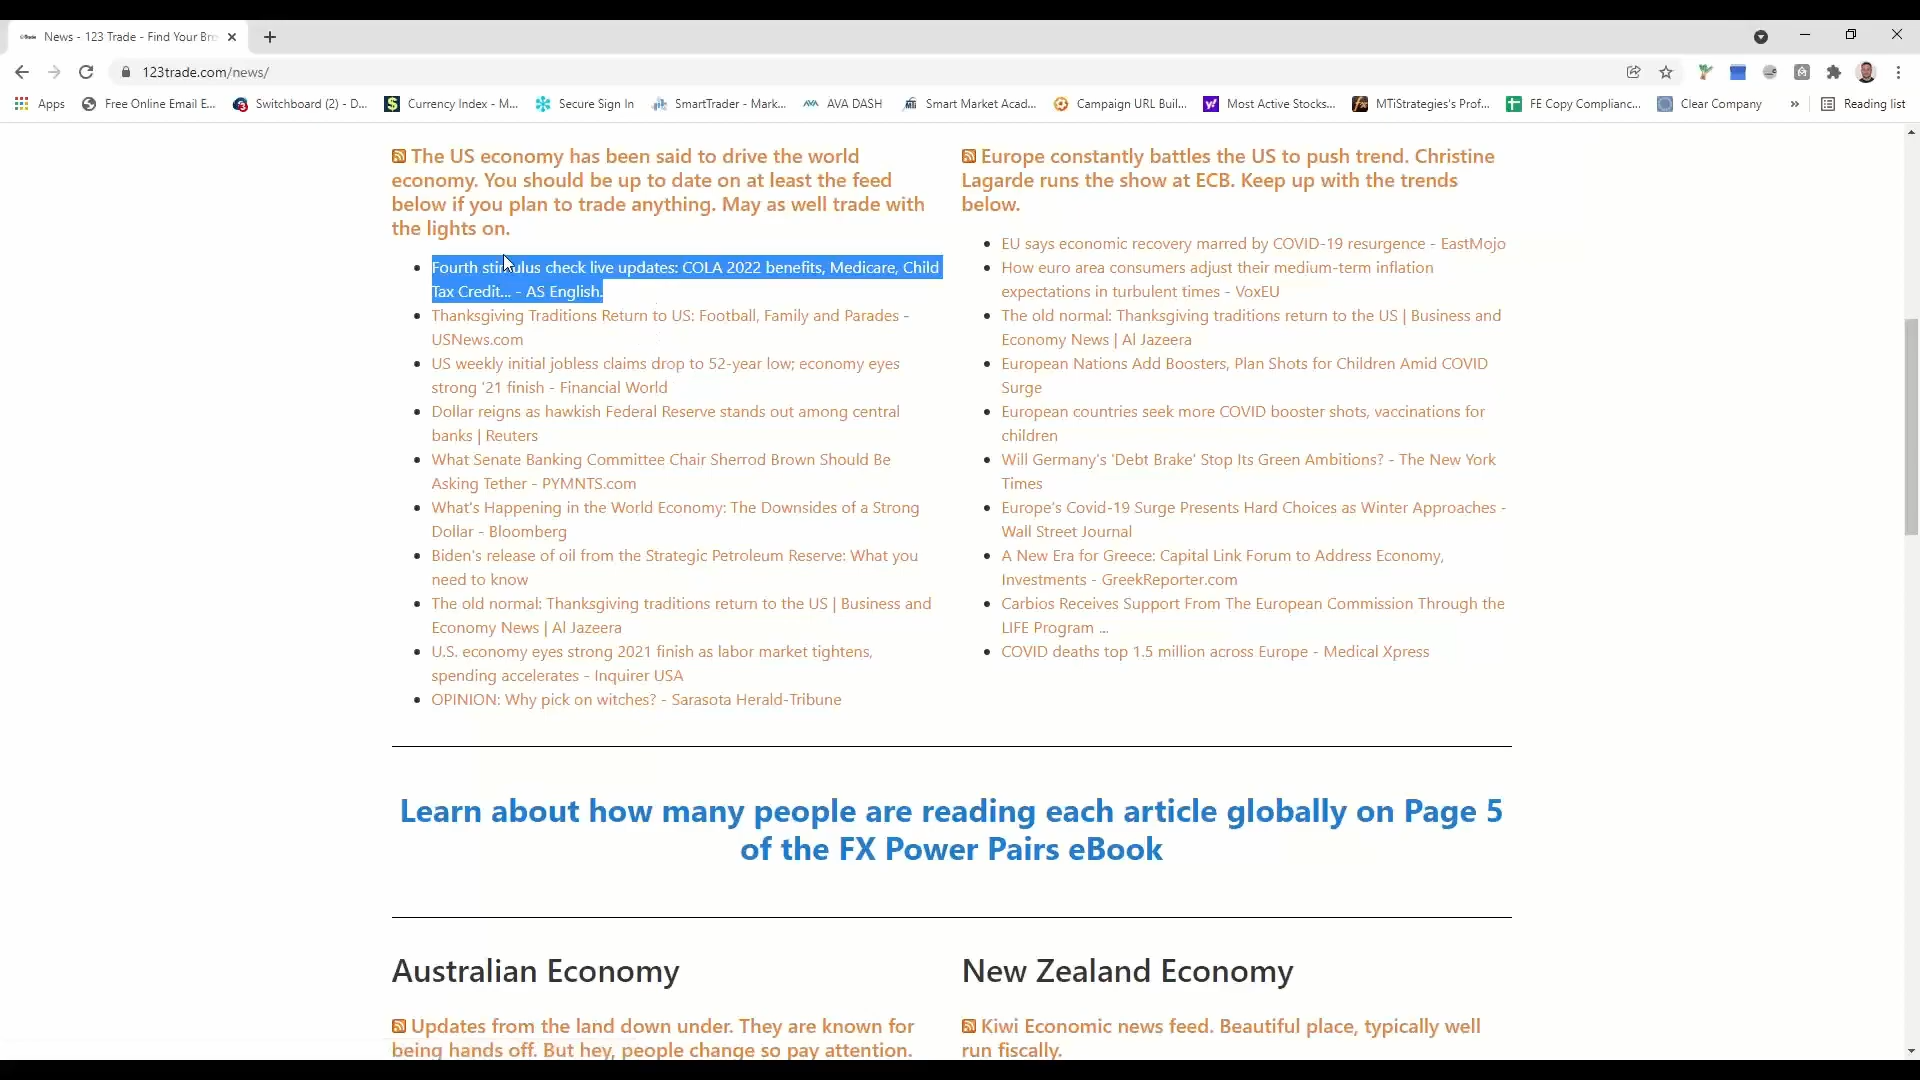 News - 123 Trade - Find Your Bre
123trade.com/news/
Apps
Free Online Email E...
Switchboard (2) - D...
Currency Index - M...
Secure Sign In
SmartTrader - Mark...
AVA DASH
Smart Market Acad...
Campaign URL Buil...
Most Active Stocks...
MTiStrategies's Prof...
FE Copy Complianc...
Clear Company
»
Reading list
The US economy has been said to drive the world
economy. You should be up to date on at least the feed
below if you plan to trade anything. May as well trade with
the lights on.
Fourth stimulus check live updates: COLA 2022 benefits, Medicare, Child
Tax Credit... - AS English.
Thanksgiving Traditions Return to US: Football, Family and Parades -
USNews.com
US weekly initial jobless claims drop to 52-year low; economy eyes
strong '21 finish - Financial World
Dollar reigns as hawkish Federal Reserve stands out among central
banks | Reuters
What Senate Banking Committee Chair Sherrod Brown Should Be
Asking Tether - PYMNTS.com
What's Happening in the World Economy: The Downsides of a Strong
Dollar - Bloomberg
Biden's release of oil from the Strategic Petroleum Reserve: What you
need to know
The old normal: Thanksgiving traditions return to the US | Business and
Economy News | Al Jazeera
U.S. economy eyes strong 2021 finish as labor market tightens,
spending accelerates - Inquirer USA
OPINION: Why pick on witches? - Sarasota Herald-Tribune
Europe constantly battles the US to push trend. Christine
Lagarde runs the show at ECB. Keep up with the trends
below.
EU says economic recovery marred by COVID-19 resurgence - EastMojo
How euro area consumers adjust their medium-term inflation
expectations in turbulent times - VoxEU
The old normal: Thanksgiving traditions return to the US | Business and
Economy News | Al Jazeera
European Nations Add Boosters, Plan Shots for Children Amid COVID
Surge
European countries seek more COVID booster shots, vaccinations for
children
Will Germany's 'Debt Brake' Stop Its Green Ambitions? - The New York
Times
Europe's Covid-19 Surge Presents Hard Choices as Winter Approaches -
Wall Street Journal
A New Era for Greece: Capital Link Forum to Address Economy,
Investments - GreekReporter.com
Carbios Receives Support From The European Commission Through the
LIFE Program ...
COVID deaths top 1.5 million across Europe - Medical Xpress
Learn about how many people are reading each article globally on Page 5
of the FX Power Pairs eBook
Australian Economy
Updates from the land down under. They are known for
being hands off. But hey, people change so pay attention.
New Zealand Economy
Kiwi Economic news feed. Beautiful place, typically well
run fiscally.